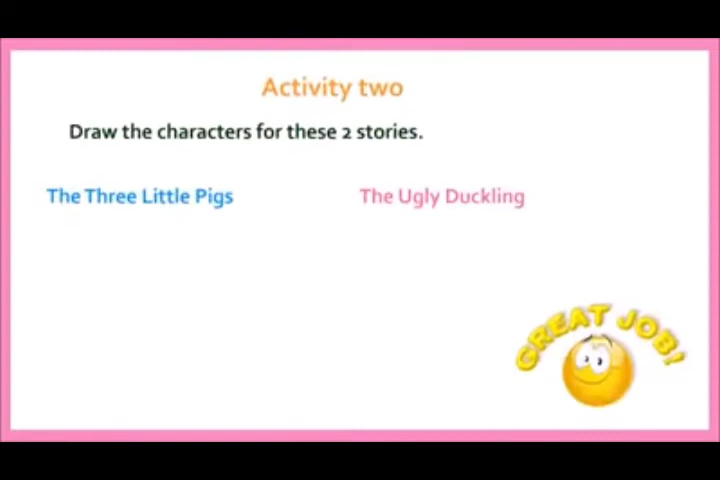 Activity two
Draw the characters for these 2 stories.
The Three Little Pigs
The Ugly Duckling
GREAT JOB!